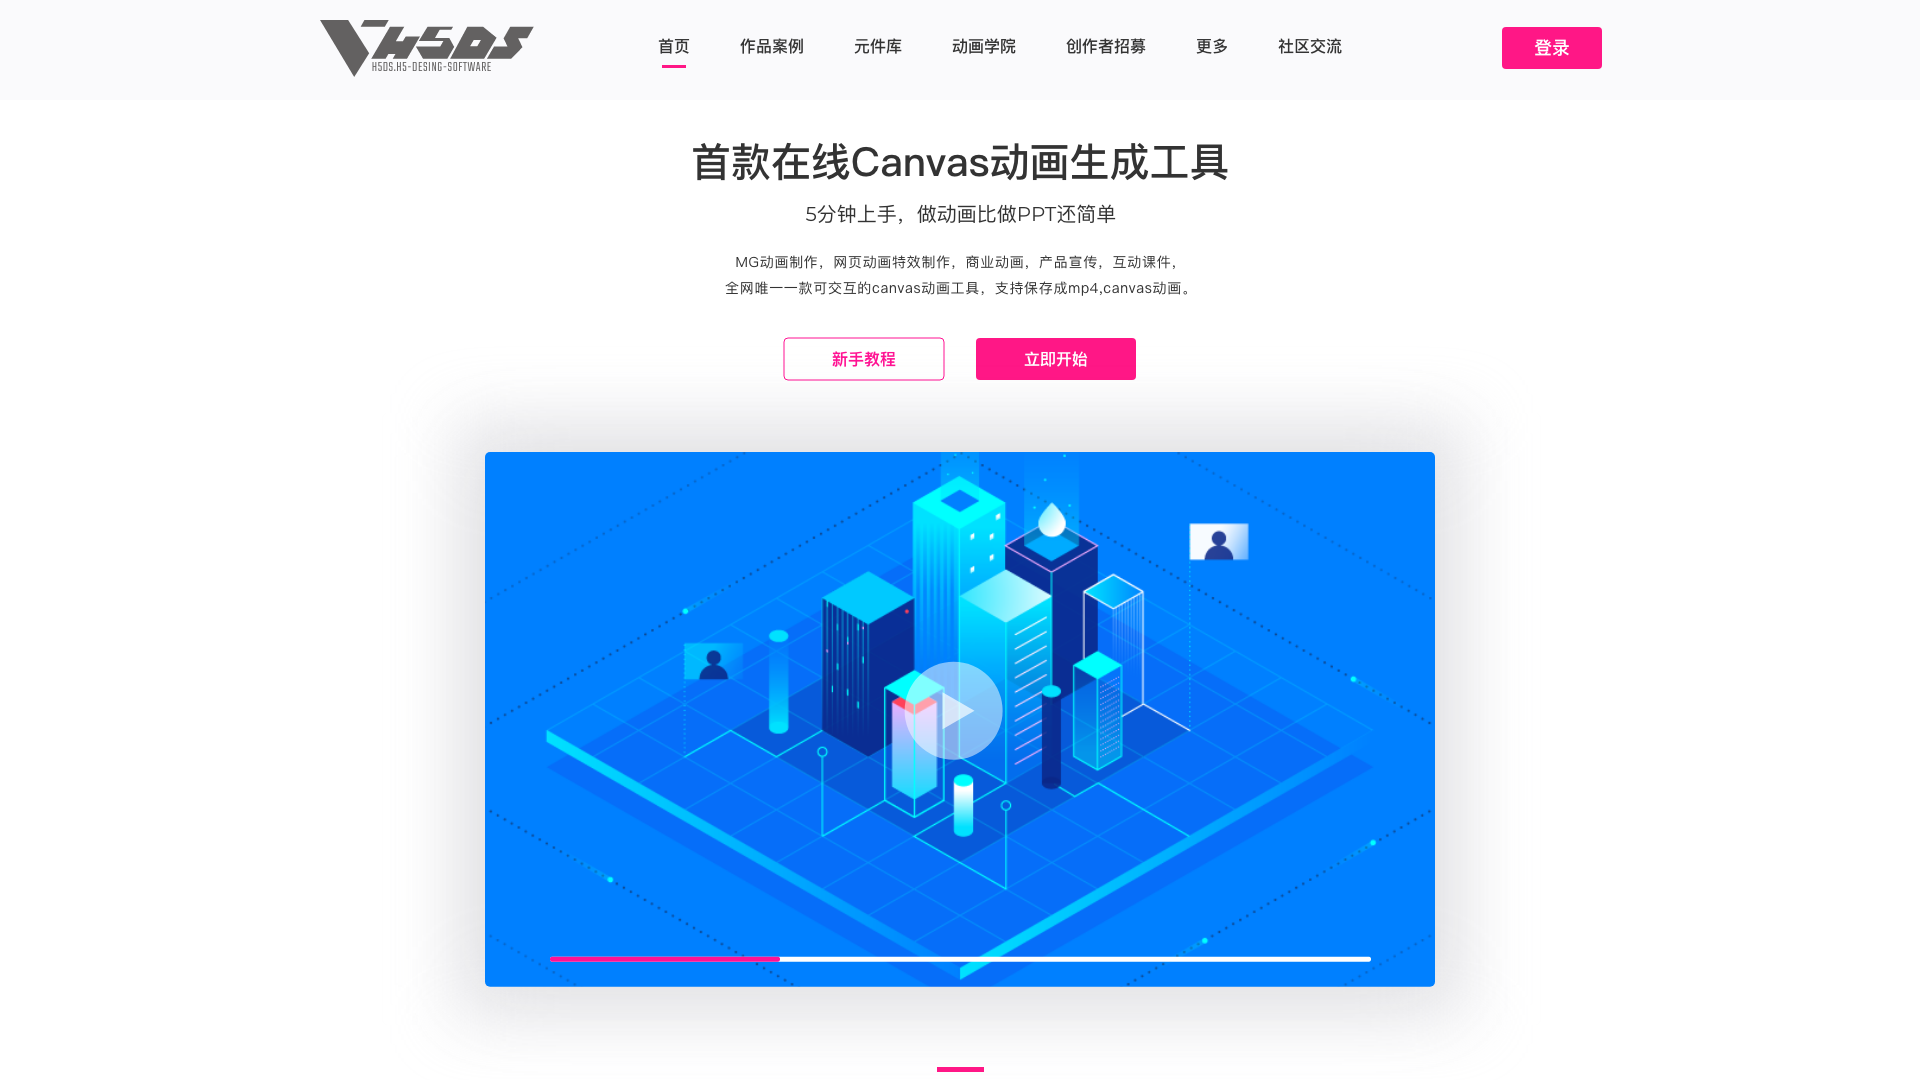 H5DS
H5DS.H5-DESING-SOFTWARE
首页 作品案例 元件库 动画学院 创作者招募 更多 社区交流 登录
首款在线Canvas动画生成工具
5分钟上手，做动画比做PPT还简单
MG动画制作，网页动画特效制作，商业动画，产品宣传，互动课件，
全网唯一一款可交互的canvas动画工具，支持保存成mp4,canvas动画。
新手教程 立即开始